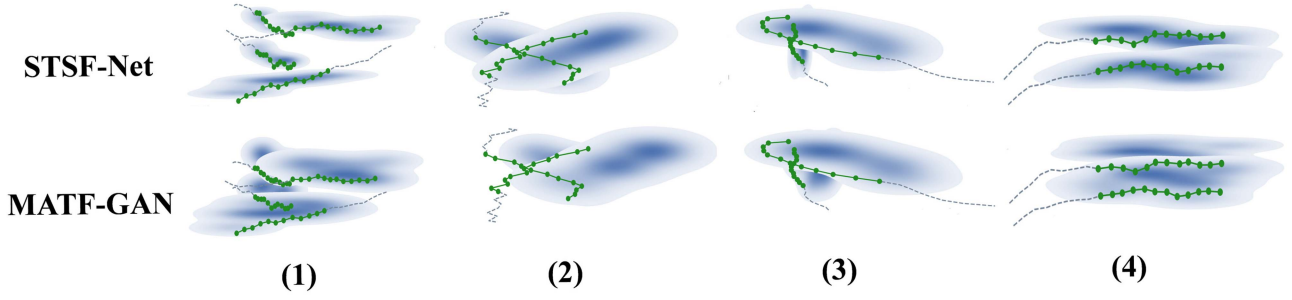 STSF-Net
MATF-GAN
(1) (2) (3) (4)